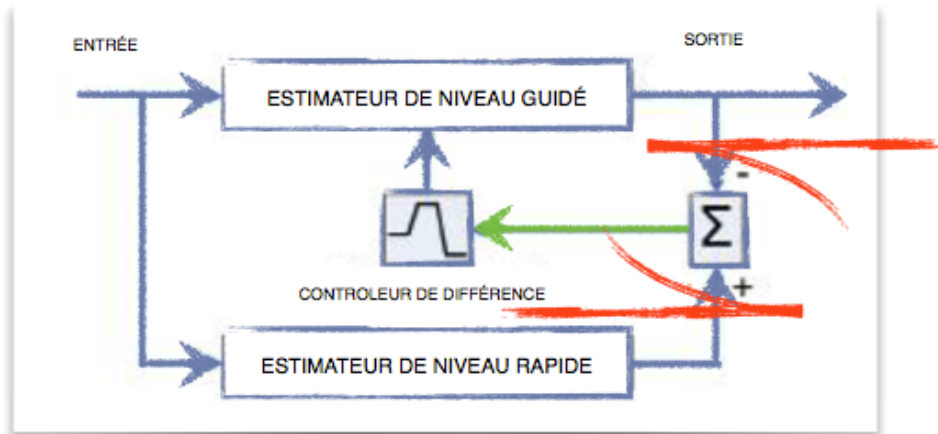 ENTRÉE
SORTIE
ESTIMATEUR DE NIVEAU GUIDÉ
-
Σ
+
CONTROLEUR DE DIFFÉRENCE
ESTIMATEUR DE NIVEAU RAPIDE